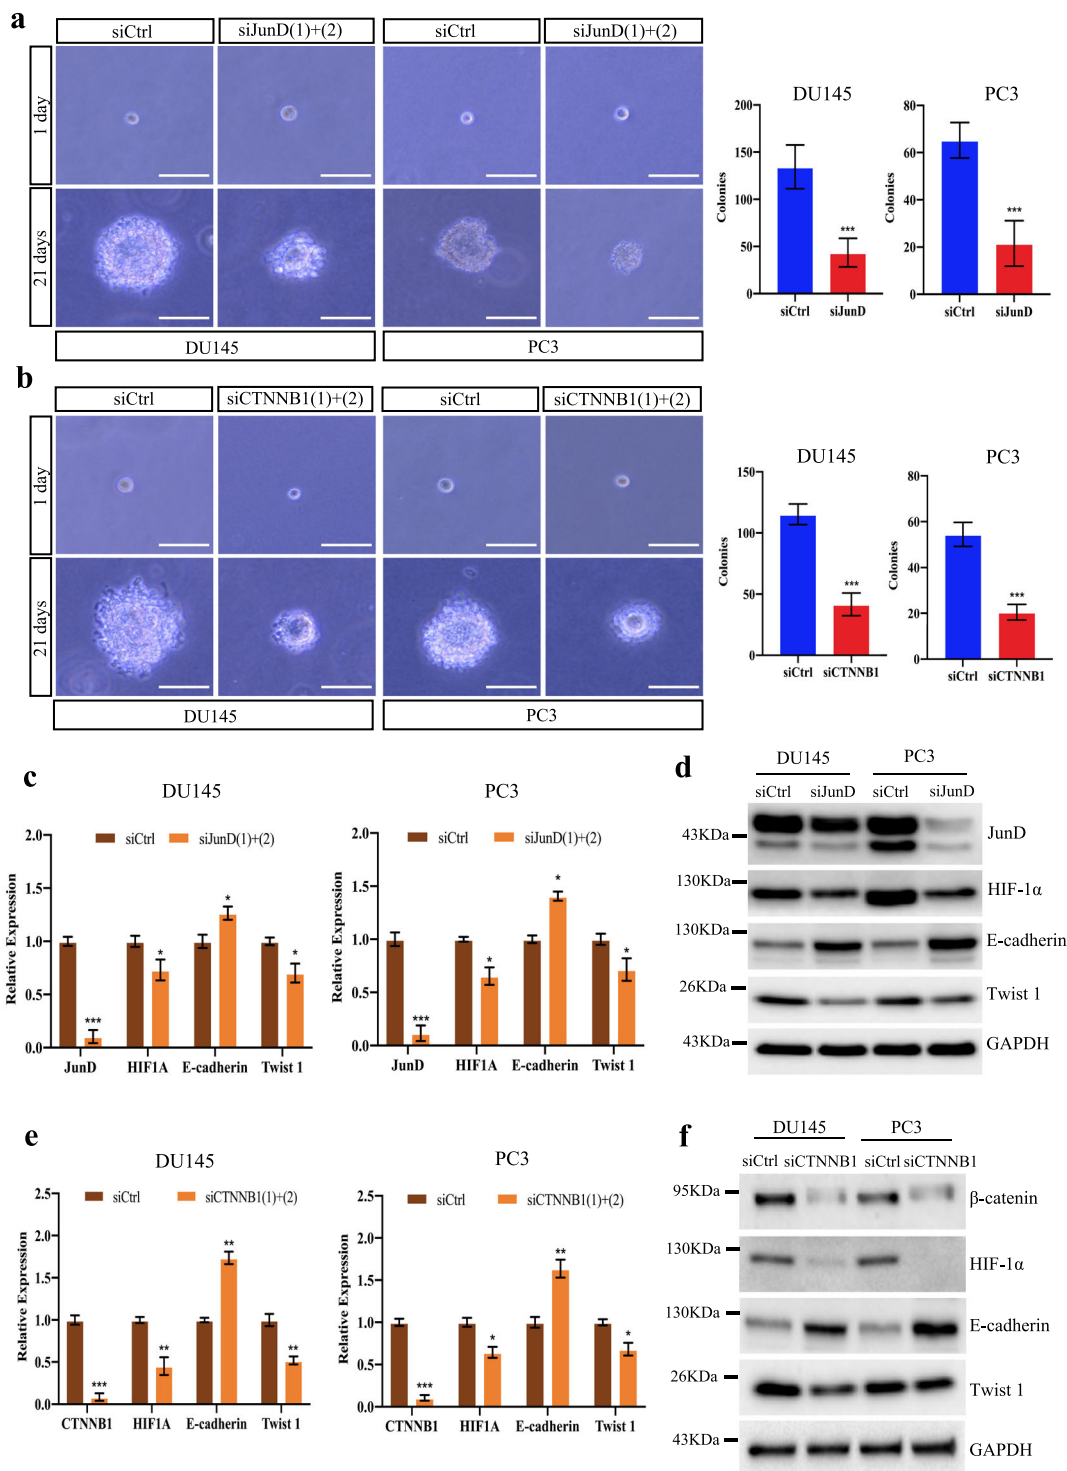 a
siCtrl
siJunD(1)+(2)
siCtrl
siJunD(1)+(2)
1 day
21 days
DU145
PC3
DU145
200
150
100
50
0
Colonies
***
siCtrl
siJunD
PC3
80
60
40
20
0
Colonies
***
siCtrl
siJunD
b
siCtrl
siCTNNB1(1)+(2)
siCtrl
siCTNNB1(1)+(2)
1 day
21 days
DU145
PC3
DU145
150
100
50
0
Colonies
***
siCtrl
siCTNNB1
PC3
80
60
40
20
0
Colonies
***
siCtrl
siCTNNB1
c
DU145
siCtrl
siJunD(1)+(2)
2.0
1.5
1.0
0.5
0.0
Relative Expression
***
*
*
*
JunD
HIF1A
E-cadherin
Twist 1
PC3
siCtrl
siJunD(1)+(2)
2.0
1.5
1.0
0.5
0.0
Relative Expression
***
*
*
*
JunD
HIF1A
E-cadherin
Twist 1
d
DU145
PC3
siCtrl
siJunD
siCtrl
siJunD
43KDa
JunD
130KDa
HIF-1α
130KDa
E-cadherin
26KDa
Twist 1
43KDa
GAPDH
e
DU145
siCtrl
siCTNNB1(1)+(2)
2.5
2.0
1.5
1.0
0.5
0.0
Relative Expression
***
**
**
**
CTNNB1
HIF1A
E-cadherin
Twist 1
PC3
siCtrl
siCTNNB1(1)+(2)
2.5
2.0
1.5
1.0
0.5
0.0
Relative Expression
***
*
**
*
CTNNB1
HIF1A
E-cadherin
Twist 1
f
DU145
PC3
siCtrl
siCTNNB1
siCtrl
siCTNNB1
95KDa
β-catenin
130KDa
HIF-1α
130KDa
E-cadherin
26KDa
Twist 1
43KDa
GAPDH